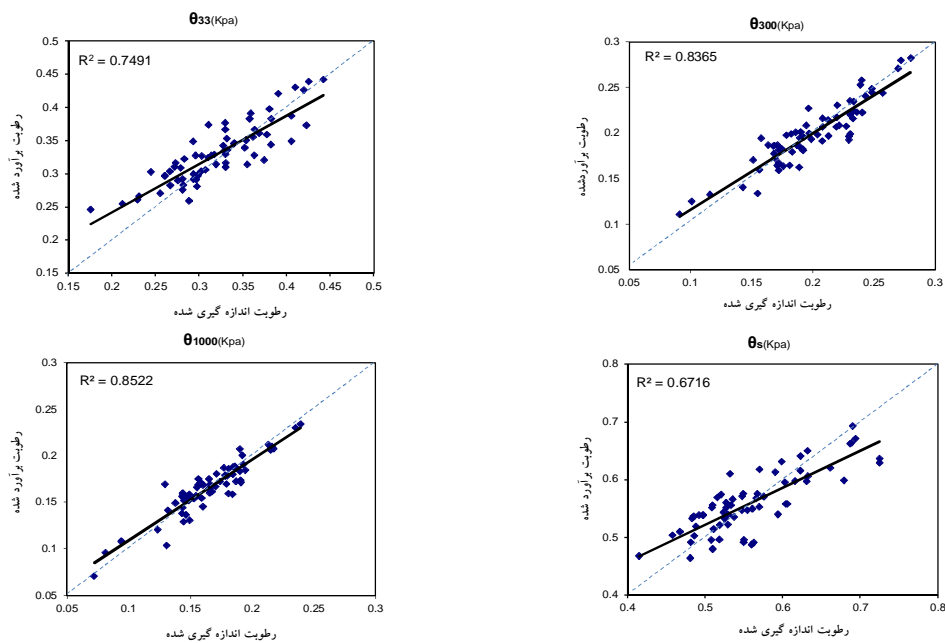 θ33(Kpa)
R² = 0.7491
0.5
0.45
0.4
0.35
0.3
0.25
0.2
0.15
0.15 0.2 0.25 0.3 0.35 0.4 0.45 0.5
رطوبت برآورد شده
رطوبت اندازه گیری شده
θ300(Kpa)
R² = 0.8365
0.3
0.25
0.2
0.15
0.1
0.05
0.05 0.1 0.15 0.2 0.25 0.3
رطوبت برآوردشده
رطوبت اندازه گیری شده
θ1000(Kpa)
R² = 0.8522
0.3
0.25
0.2
0.15
0.1
0.05
0.05 0.1 0.15 0.2 0.25 0.3
رطوبت برآورد شده
رطوبت اندازه گیری شده
θs(Kpa)
R² = 0.6716
0.8
0.7
0.6
0.5
0.4
0.4 0.5 0.6 0.7 0.8
رطوبت برآورد شده
رطوبت اندازه گیری شده